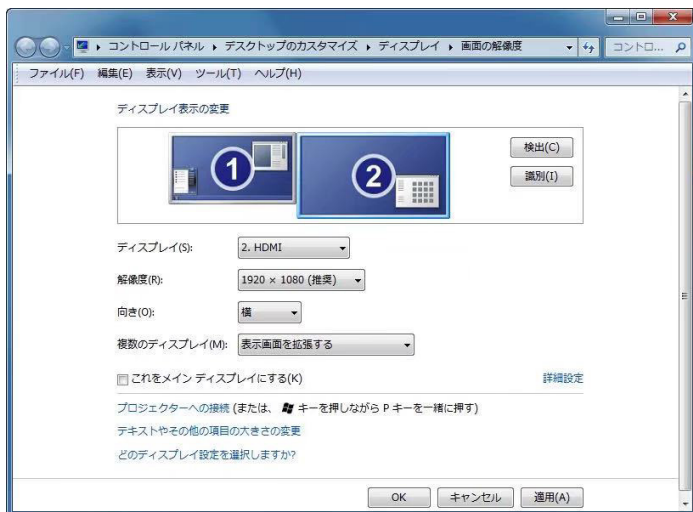 コントロール パネル ▸ デスクトップのカスタマイズ ▸ ディスプレイ ▸ 画面の解像度
コントロ...
ファイル(F) 編集(E) 表示(V) ツール(T) ヘルプ(H)
ディスプレイ表示の変更
1
2
検出(C)
識別(I)
ディスプレイ(S): 2. HDMI
解像度(R): 1920 × 1080 (推奨)
向き(O): 横
複数のディスプレイ(M): 表示画面を拡張する
これをメイン ディスプレイにする(K) 詳細設定
プロジェクターへの接続 (または、 キーを押しながら P キーを一緒に押す)
テキストやその他の項目の大きさの変更
どのディスプレイ設定を選択しますか?
OK キャンセル 適用(A)